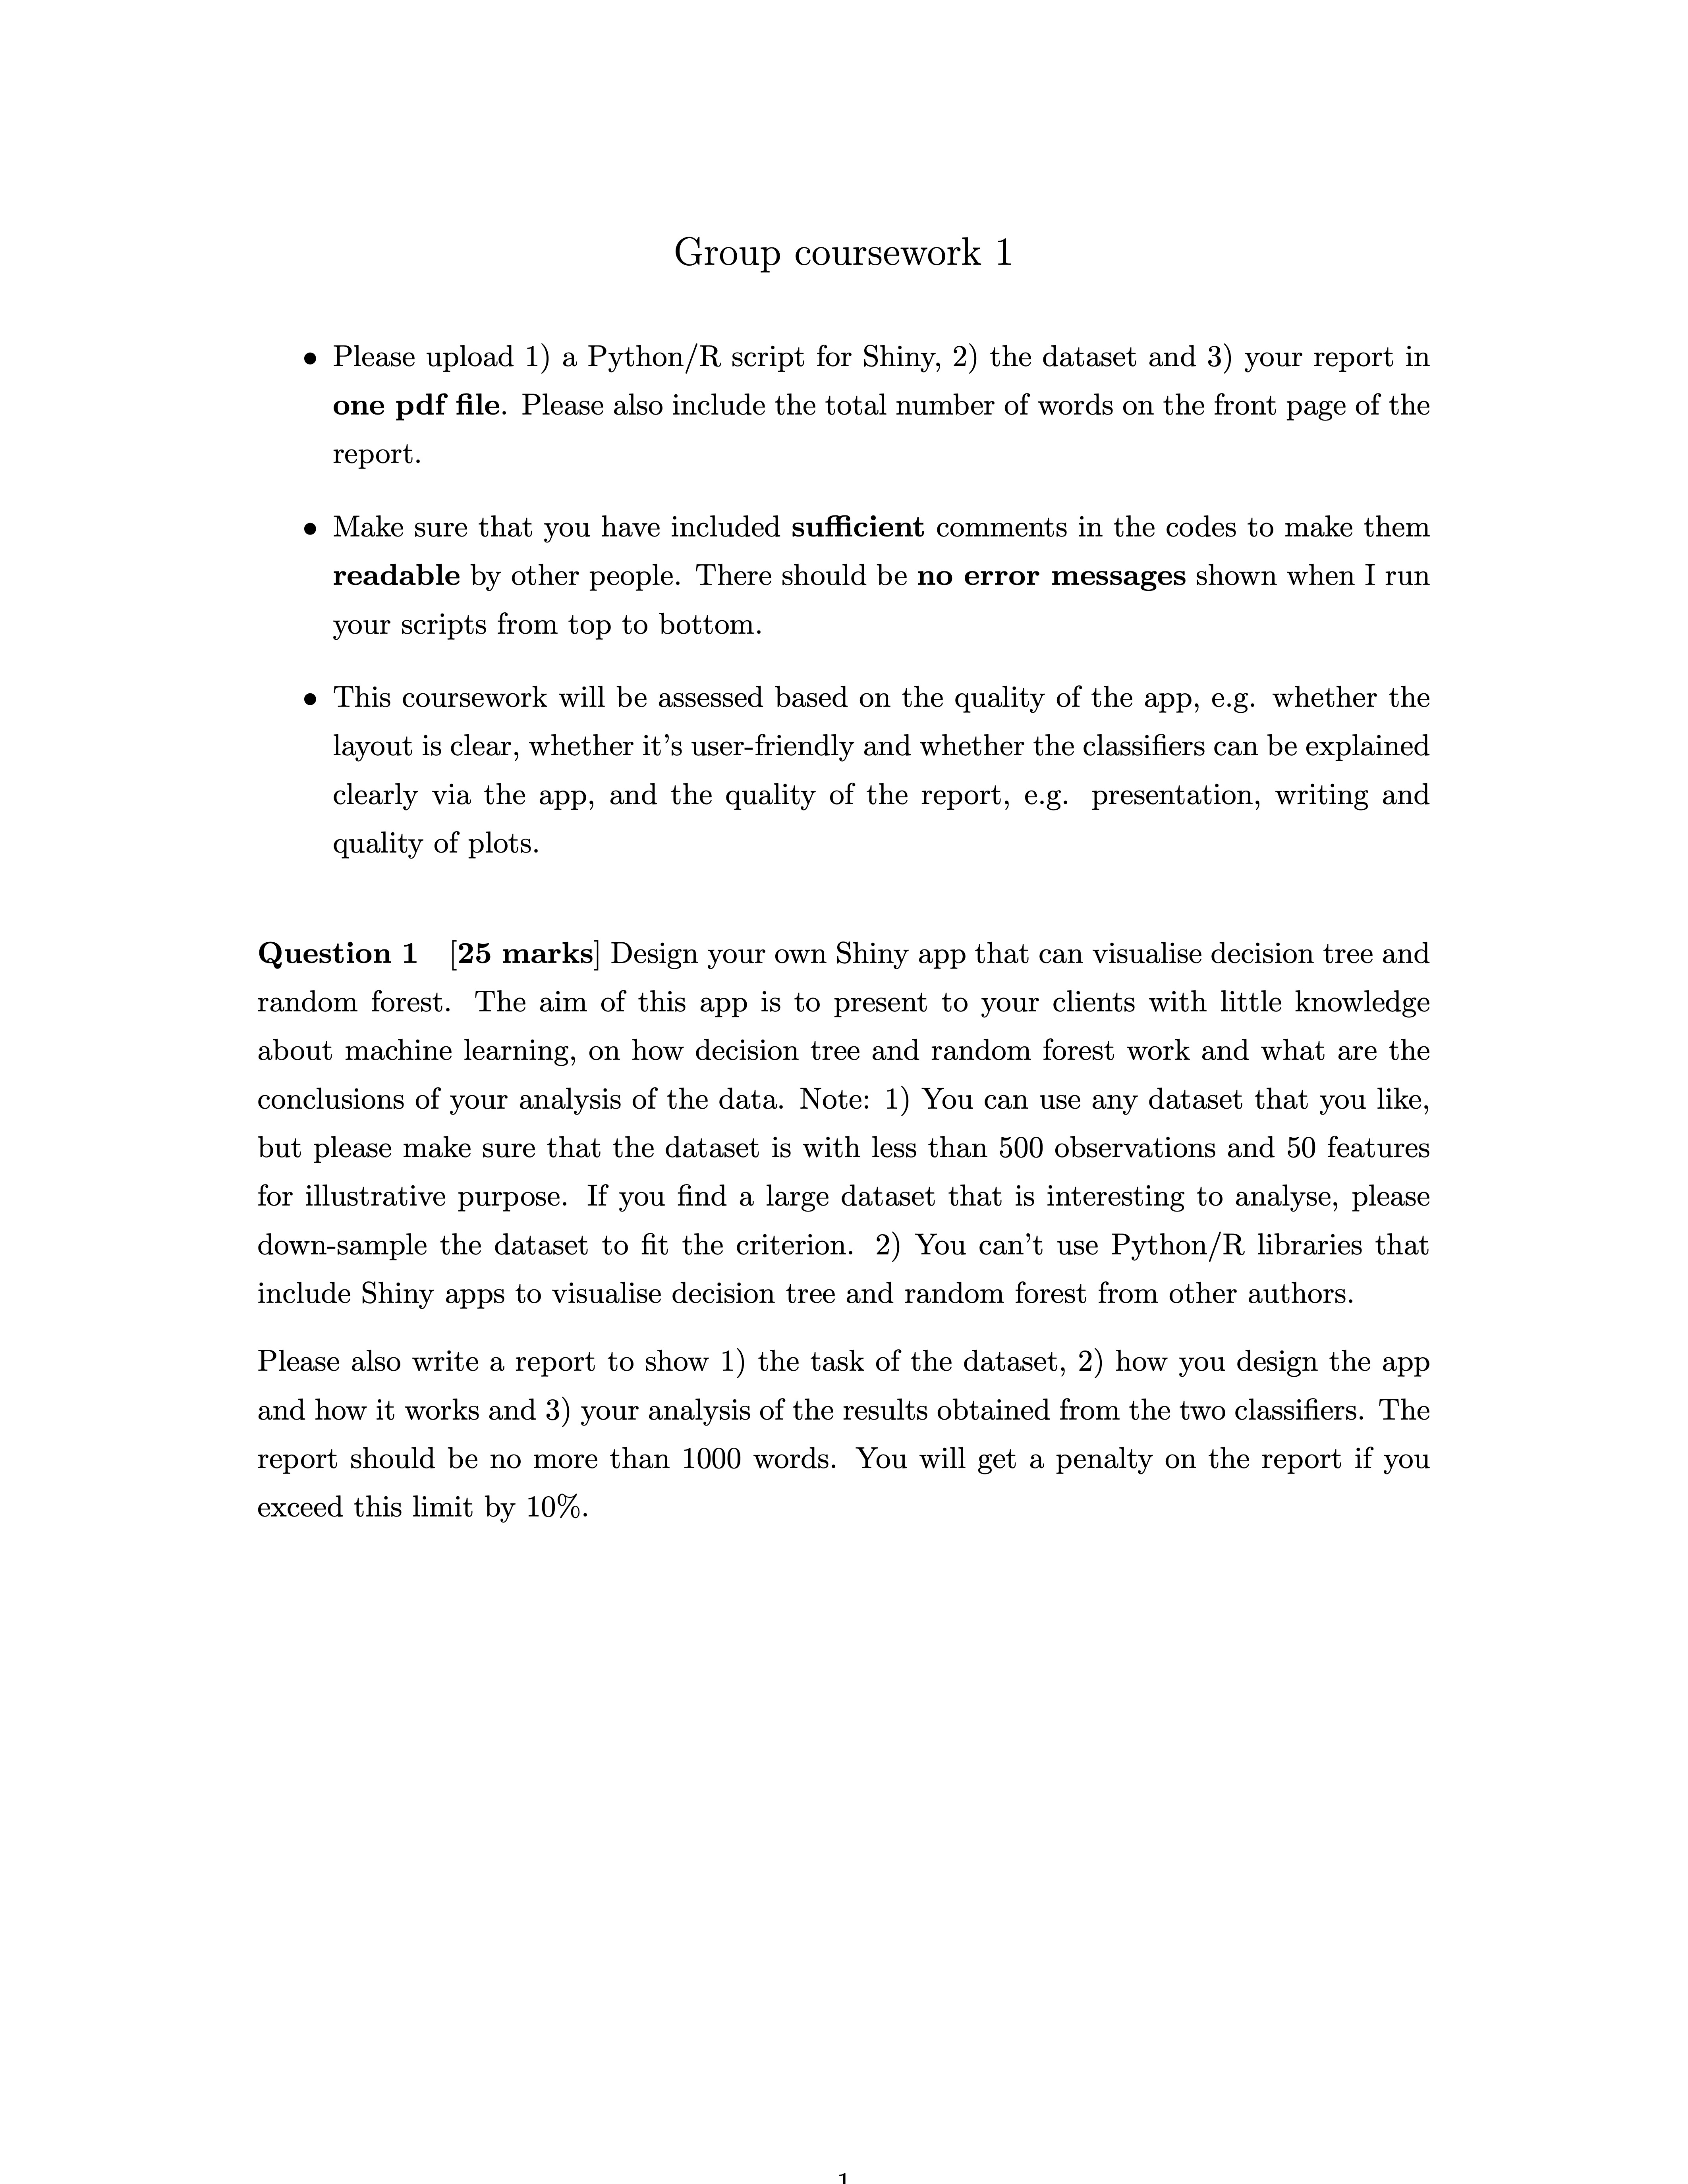 Group coursework 1
• Please upload 1) a Python/R script for Shiny, 2) the dataset and 3) your report in
one pdf file. Please also include the total number of words on the front page of the
report.
• Make sure that you have included sufficient comments in the codes to make them
readable by other people. There should be no error messages shown when I run
your scripts from top to bottom.
• This coursework will be assessed based on the quality of the app, e.g. whether the
layout is clear, whether it's user-friendly and whether the classifiers can be explained
clearly via the app, and the quality of the report, e.g. presentation, writing and
quality of plots.
Question 1 [25 marks] Design your own Shiny app that can visualise decision tree and
random forest. The aim of this app is to present to your clients with little knowledge
about machine learning, on how decision tree and random forest work and what are the
conclusions of your analysis of the data. Note: 1) You can use any dataset that you like,
but please make sure that the dataset is with less than 500 observations and 50 features
for illustrative purpose. If you find a large dataset that is interesting to analyse, please
down-sample the dataset to fit the criterion. 2) You can't use Python/R libraries that
include Shiny apps to visualise decision tree and random forest from other authors.
Please also write a report to show 1) the task of the dataset, 2) how you design the app
and how it works and 3) your analysis of the results obtained from the two classifiers. The
report should be no more than 1000 words. You will get a penalty on the report if you
exceed this limit by 10%.
1